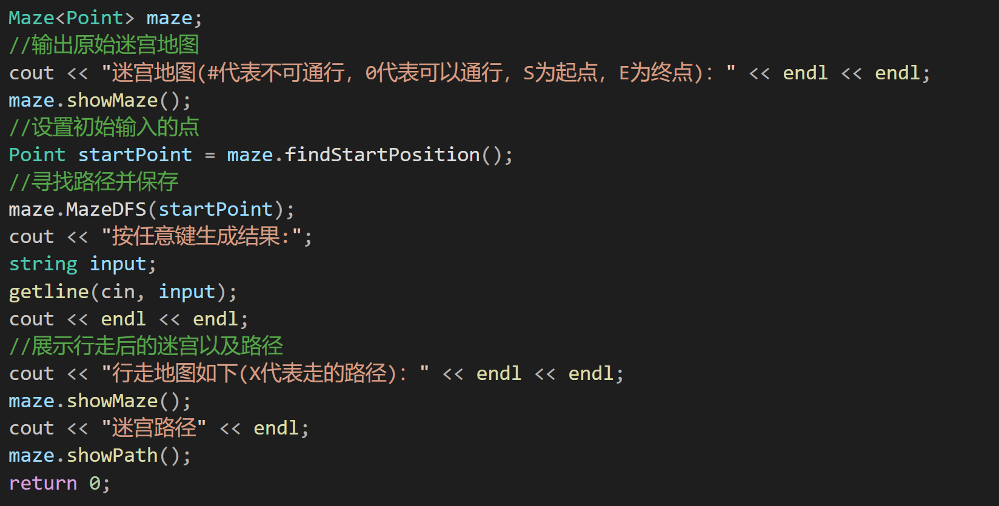 Maze<Point> maze;
//输出原始迷宫地图
cout << "迷宫地图(#代表不可通行，0代表可以通行，S为起点，E为终点)：" << endl << endl;
maze.showMaze();
//设置初始输入的点
Point startPoint = maze.findStartPosition();
//寻找路径并保存
maze.MazeDFS(startPoint);
cout << "按任意键生成结果:";
string input;
getline(cin, input);
cout << endl << endl;
//展示行走后的迷宫以及路径
cout << "行走地图如下(X代表走的路径)：" << endl << endl;
maze.showMaze();
cout << "迷宫路径" << endl;
maze.showPath();
return 0;